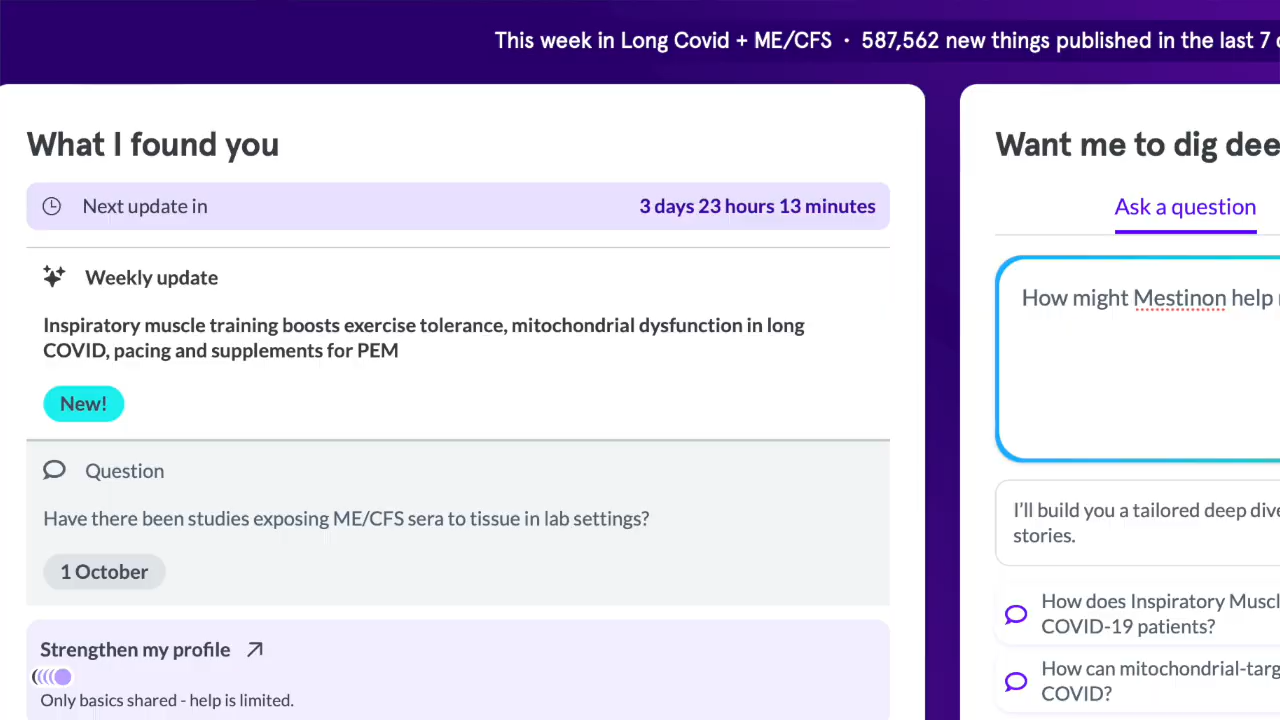 This week in Long Covid + ME/CFS · 587,562 new things published in the last 7
What I found you
Next update in 3 days 23 hours 13 minutes
Weekly update
Inspiratory muscle training boosts exercise tolerance, mitochondrial dysfunction in long
COVID, pacing and supplements for PEM
New!
Question
Have there been studies exposing ME/CFS sera to tissue in lab settings?
1 October
Strengthen my profile
Only basics shared - help is limited.
Want me to dig
Ask a question
How might Mestinon help
I'll build you a tailored deep
stories.
How does Inspiratory
COVID-19 patients?
How can
COVID?